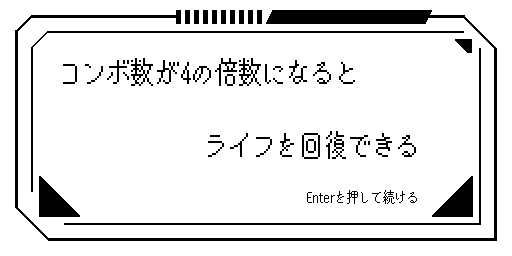 コンボ数が4の倍数になると
ライフを回復できる
Enterを押して続ける